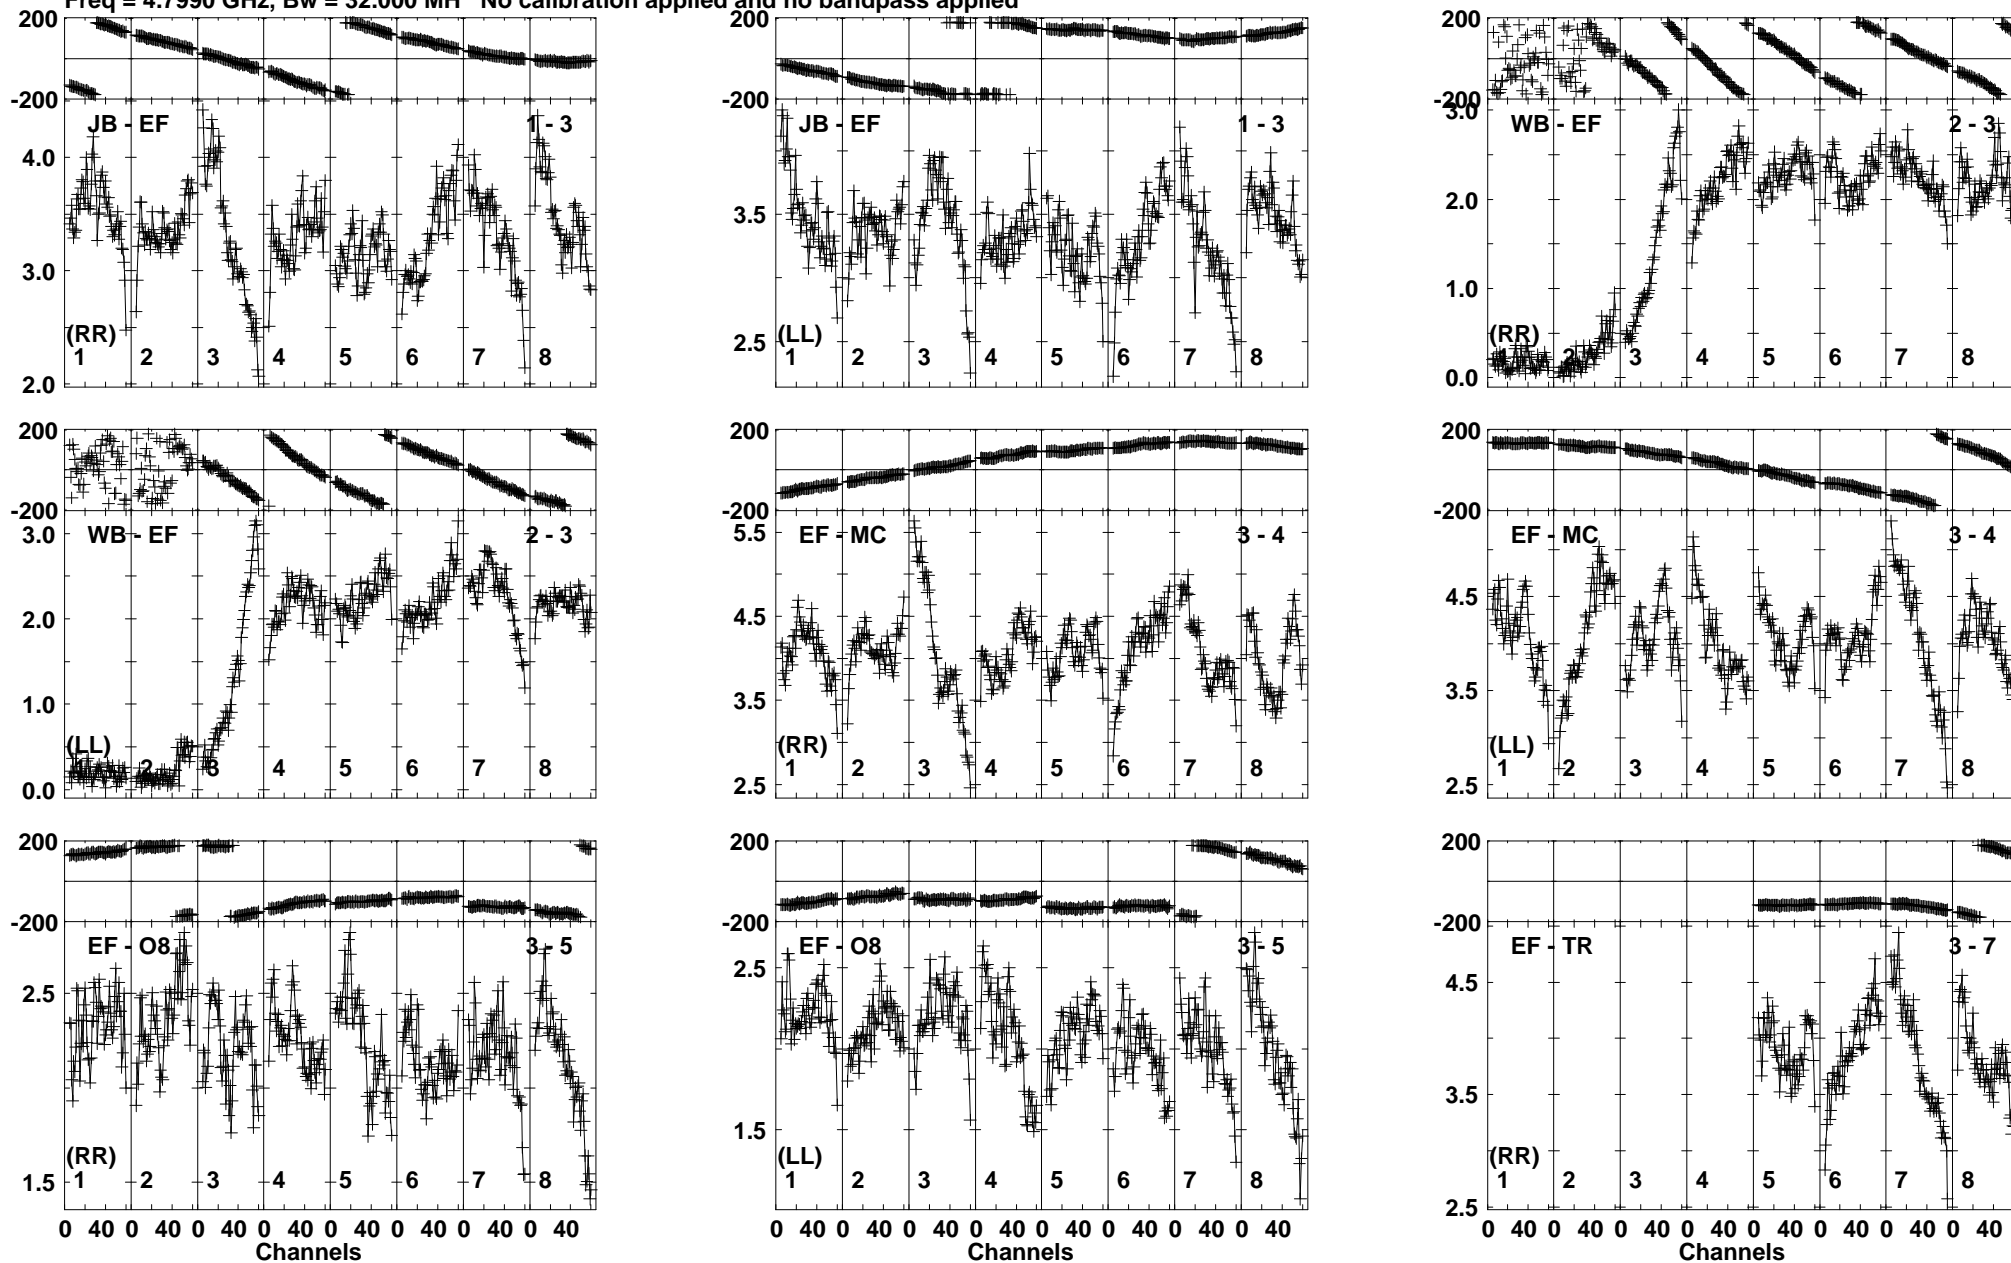 Freq = 4.7990 GHz, Bw = 32.000 MH No calibration applied and no bandpass applied
200 200 200
-200 -200 -200
JB - EF 1 - 3 JB - EF 1 - 3 WB - EF 2 - 3
4.0 3.0 2.0
3.5 2.5
3.0 2.0 1.0 0.0
(RR) (LL) (RR)
1 2 3 4 5 6 7 8 1 2 3 4 5 6 7 8 1 2 3 4 5 6 7 8
200 200 200
-200 -200 -200
WB - EF 2 - 3 EF - MC 3 - 4 EF - MC 3 - 4
3.0 2.0 1.0 0.0
5.5 4.5 3.5 2.5
4.5 3.5 2.5
(LL) (RR) (LL)
1 2 3 4 5 6 7 8 1 2 3 4 5 6 7 8 1 2 3 4 5 6 7 8
200 200 200
-200 -200 -200
EF - O8 3 - 5 EF - O8 3 - 5 EF - TR 3 - 7
2.5 1.5
2.5 1.5
4.5 3.5 2.5
(RR) (LL) (RR)
1 2 3 4 5 6 7 8 1 2 3 4 5 6 7 8 1 2 3 4 5 6 7 8
0 40 0 40 0 40 0 40 0 40 0 40 0 40 0 40 0 40 0 40 0 40 0 40 0 40 0 40 0 40 0 40 0 40 0 40 0 40 0 40 0 40 0 40 0 40 0
Channels Channels Channels